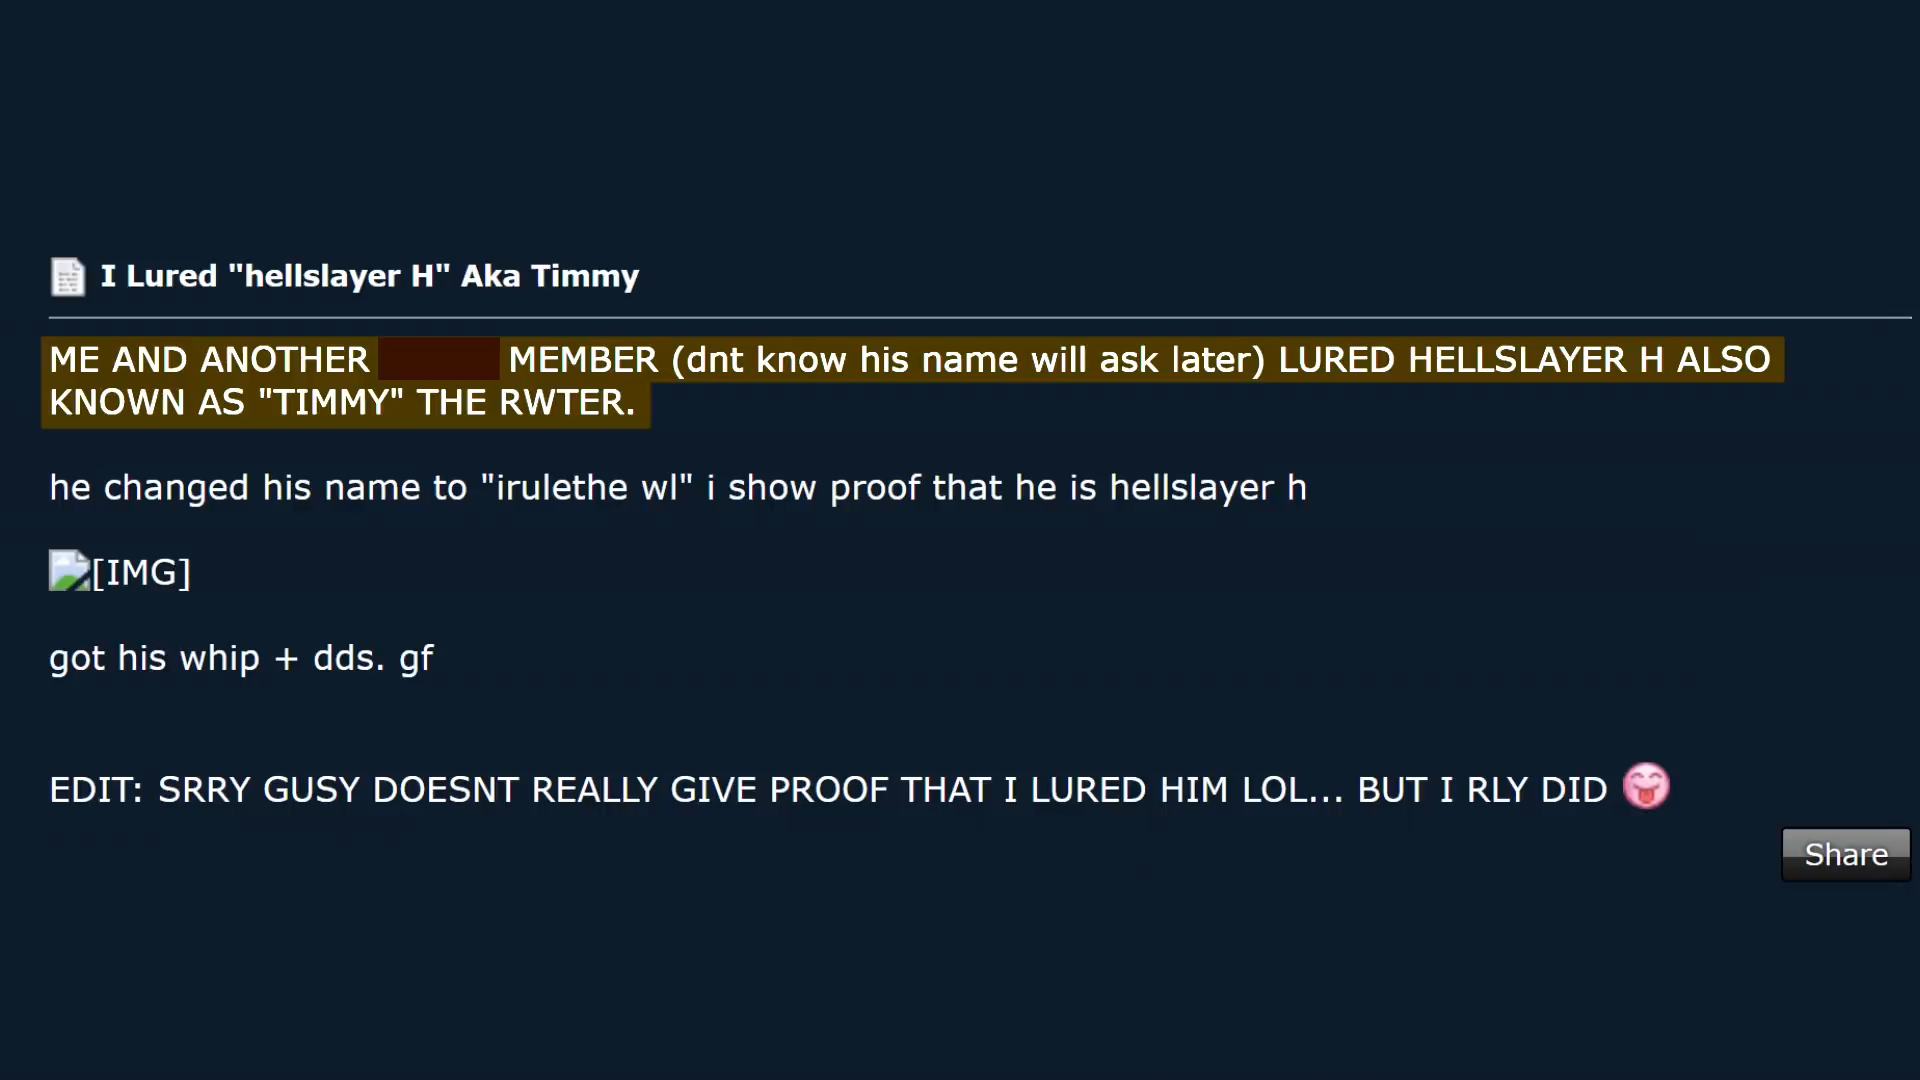 I Lured "hellslayer H" Aka Timmy
ME AND ANOTHER MEMBER (dnt know his name will ask later) LURED HELLSLAYER H ALSO
KNOWN AS "TIMMY" THE RWTER.
he changed his name to "irulethe wl" i show proof that he is hellslayer h
[IMG]
got his whip + dds. gf
EDIT: SRRY GUSY DOESNT REALLY GIVE PROOF THAT I LURED HIM LOL... BUT I RLY DID
Share